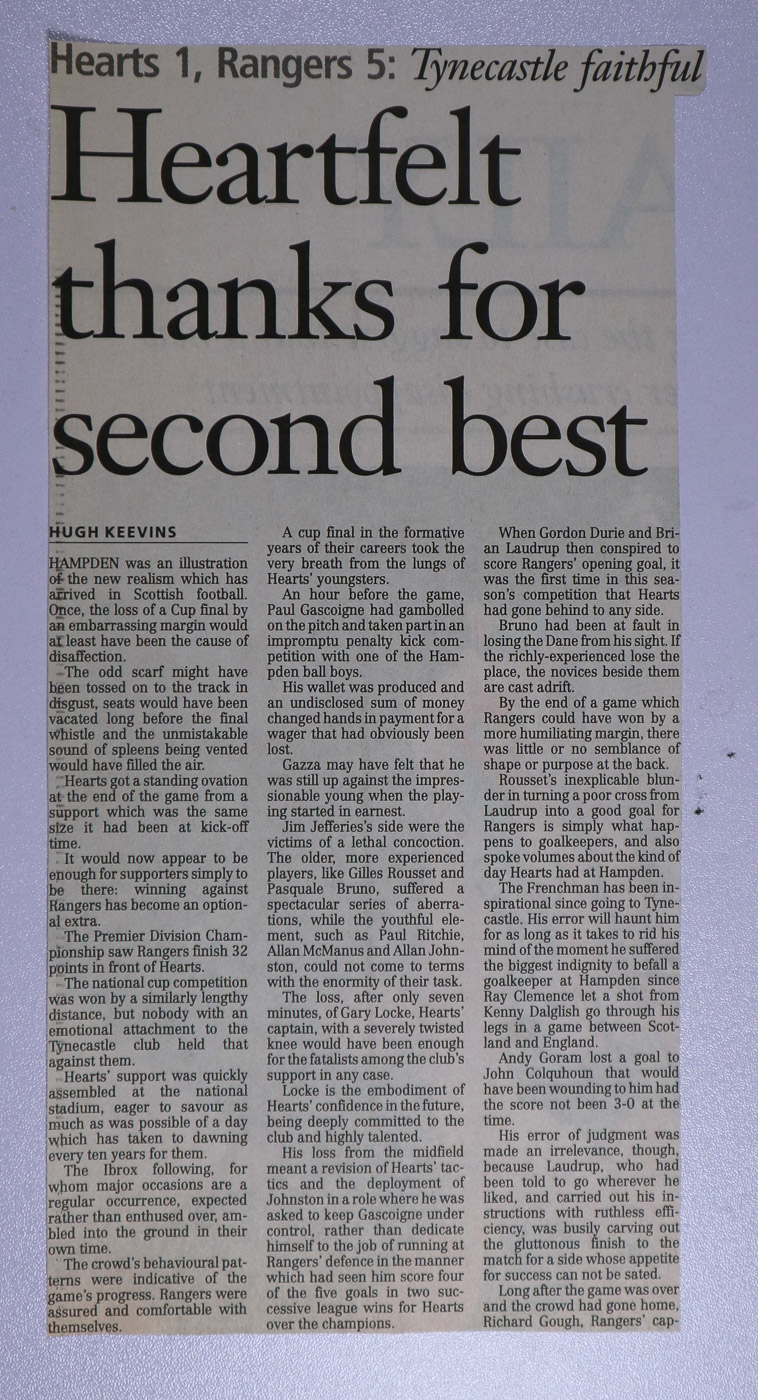 Hearts 1, Rangers 5: Tynecastle faithful
Heartfelt
thanks for
second best
HUGH KEEVINS
HAMPDEN was an illustration
of the new realism which has
arrived in Scottish football.
Once, the loss of a Cup final by
an embarrassing margin would
at least have been the cause of
disaffection.
The odd scarf might have
been tossed on to the track in
disgust, seats would have been
vacated long before the final
whistle and the unmistakable
sound of spleens being vented
would have filled the air.
Hearts got a standing ovation
at the end of the game from a
support which was the same
size it had been at kick-off
time.
It would now appear to be
enough for supporters simply to
be there: winning against
Rangers has become an option-
al extra.
The Premier Division Cham-
pionship saw Rangers finish 32
points in front of Hearts.
The national cup competition
was won by a similarly lengthy
distance, but nobody with an
emotional attachment to the
Tynecastle club held that
against them.
Hearts' support was quickly
assembled at the national
stadium, eager to savour as
much as was possible of a day
which has taken to dawning
every ten years for them.
The Ibrox following, for
whom major occasions are a
regular occurrence, expected
rather than enthused over, am-
bled into the ground in their
own time.
The crowd's behavioural pat-
terns were indicative of the
game's progress. Rangers were
assured and comfortable with
themselves.
A cup final in the formative
years of their careers took the
very breath from the lungs of
Hearts' youngsters.
An hour before the game,
Paul Gascoigne had gambolled
on the pitch and taken part in an
impromptu penalty kick com-
petition with one of the Ham-
pden ball boys.
His wallet was produced and
an undisclosed sum of money
changed hands in payment for a
wager that had obviously been
lost.
Gazza may have felt that he
was still up against the impres-
sionable young when the play-
ing started in earnest.
Jim Jefferies's side were the
victims of a lethal concoction.
The older, more experienced
players, like Gilles Rousset and
Pasquale Bruno, suffered a
spectacular series of aberra-
tions, while the youthful ele-
ment, such as Paul Ritchie,
Allan McManus and Allan John-
ston, could not come to terms
with the enormity of their task.
The loss, after only seven
minutes, of Gary Locke, Hearts'
captain, with a severely twisted
knee would have been enough
for the fatalists among the club's
support in any case.
Locke is the embodiment of
Hearts' confidence in the future,
being deeply committed to the
club and highly talented.
His loss from the midfield
meant a revision of Hearts' tac-
tics and the deployment of
Johnston in a role where he was
asked to keep Gascoigne under
control, rather than dedicate
himself to the job of running at
Rangers' defence in the manner
which had seen him score four
of the five goals in two suc-
cessive league wins for Hearts
over the champions.
When Gordon Durie and Bri-
an Laudrup then conspired to
score Rangers' opening goal, it
was the first time in this sea-
son's competition that Hearts
had gone behind to any side.
Bruno had been at fault in
losing the Dane from his sight. If
the richly-experienced lose the
place, the novices beside them
are cast adrift.
By the end of a game which
Rangers could have won by a
more humiliating margin, there
was little or no semblance of
shape or purpose at the back.
Rousset's inexplicable blun-
der in turning a poor cross from
Laudrup into a good goal for
Rangers is simply what hap-
pens to goalkeepers, and also
spoke volumes about the kind of
day Hearts had at Hampden.
The Frenchman has been in-
spirational since going to Tyne-
castle. His error will haunt him
for as long as it takes to rid his
mind of the moment he suffered
the biggest indignity to befall a
goalkeeper at Hampden since
Ray Clemence let a shot from
Kenny Dalglish go through his
legs in a game between Scot-
land and England.
Andy Goram lost a goal to
John Colquhoun that would
have been wounding to him had
the score not been 3-0 at the
time.
His error of judgment was
made an irrelevance, though,
because Laudrup, who had
been told to go wherever he
liked, and carried out his in-
structions with ruthless effi-
ciency, was busily carving out
the gluttonous finish to the
match for a side whose appetite
for success can not be sated.
Long after the game was over
and the crowd had gone home,
Richard Gough, Rangers' cap-